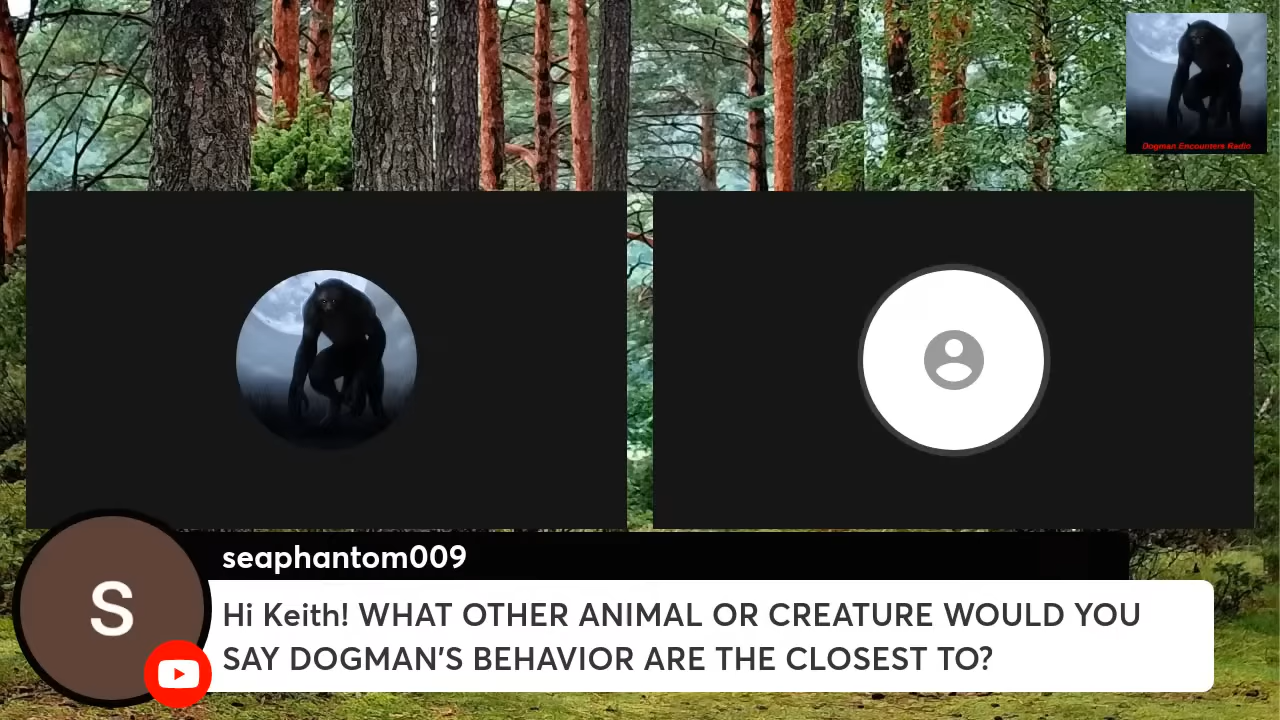 Dogman Encounters Radio
seaphantom009
S
Hi Keith! WHAT OTHER ANIMAL OR CREATURE WOULD YOU
SAY DOGMAN'S BEHAVIOR ARE THE CLOSEST TO?